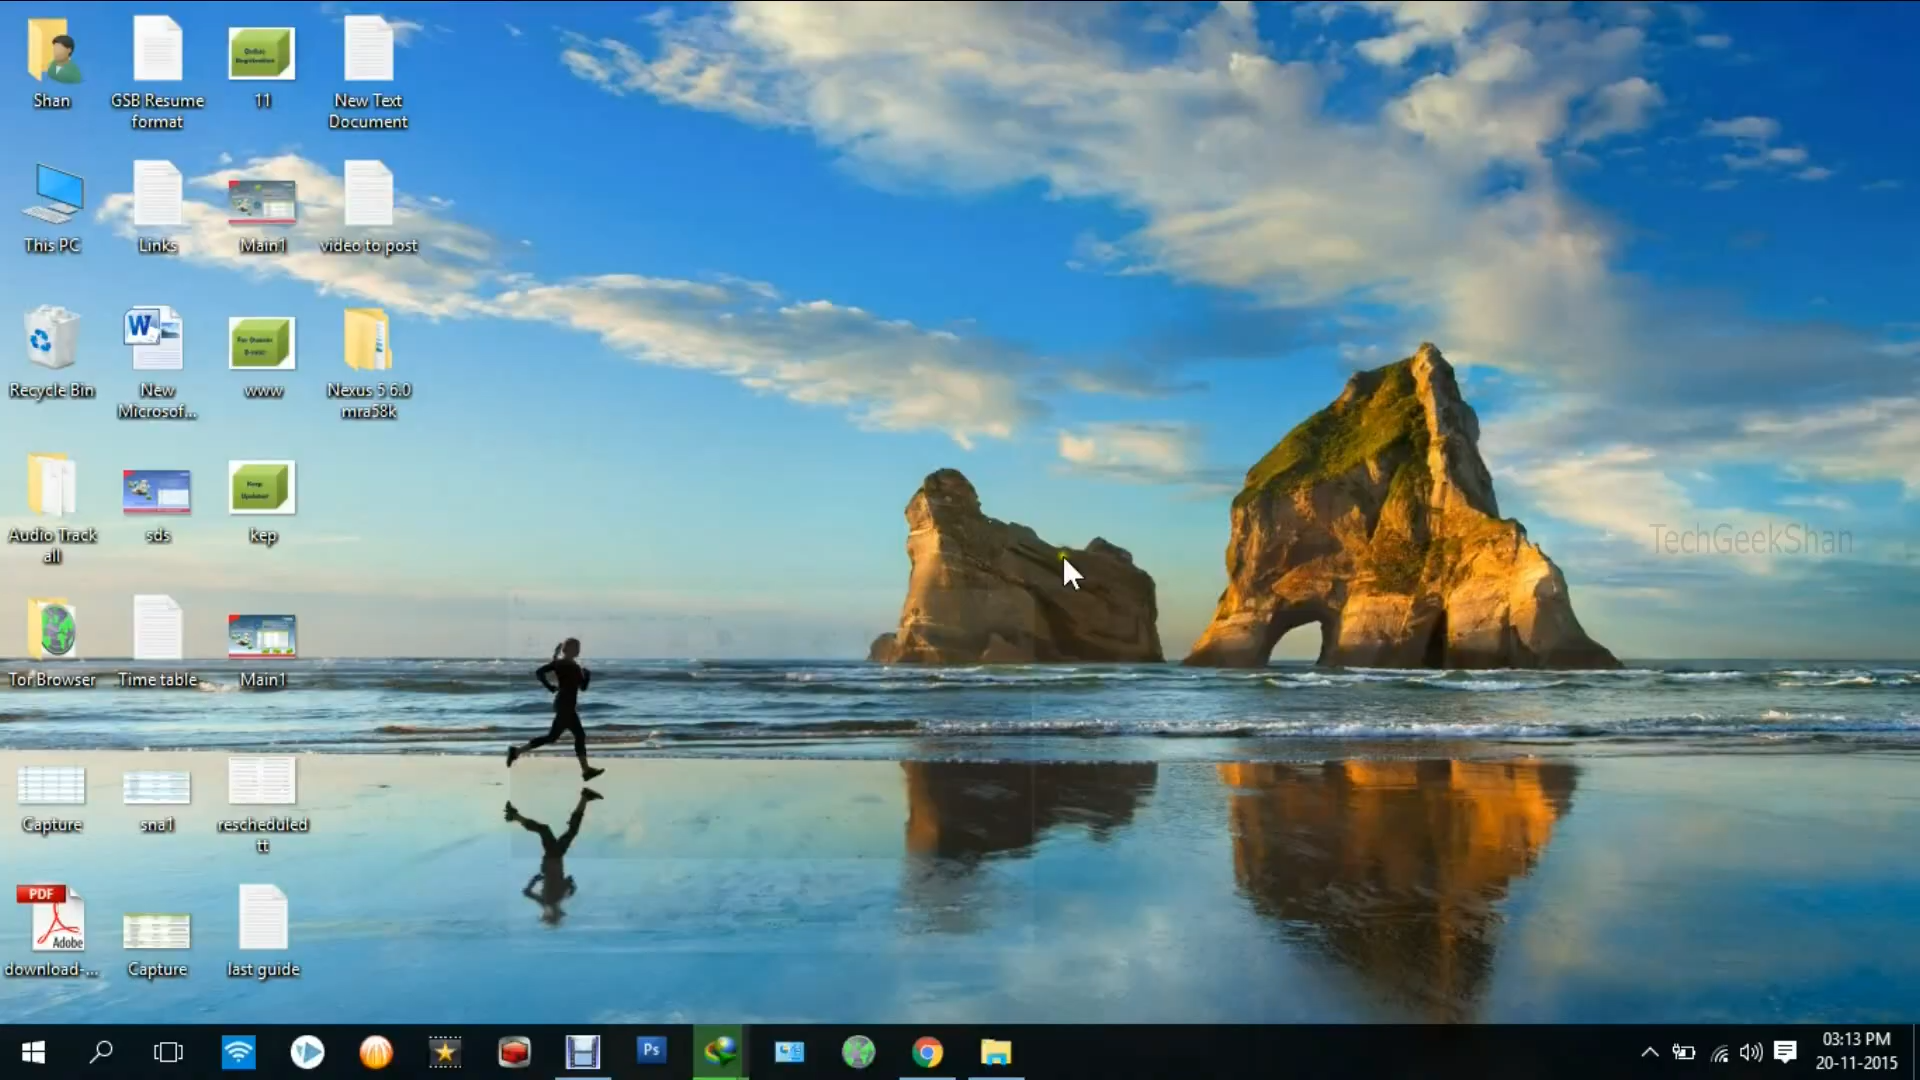 Shan
GSB Resume
format
11
New Text
Document
This PC
Links
Main1
video to post
Recycle Bin
New
Microsof...
www
Nexus 5 6.0
mra58k
Audio Track
all
sds
kep
Tor Browser
Time table
Main1
Capture
sna1
rescheduled
tt
PDF
Adobe
download-...
Capture
last guide
TechGeekShan
Ps
03:13 PM
20-11-2015